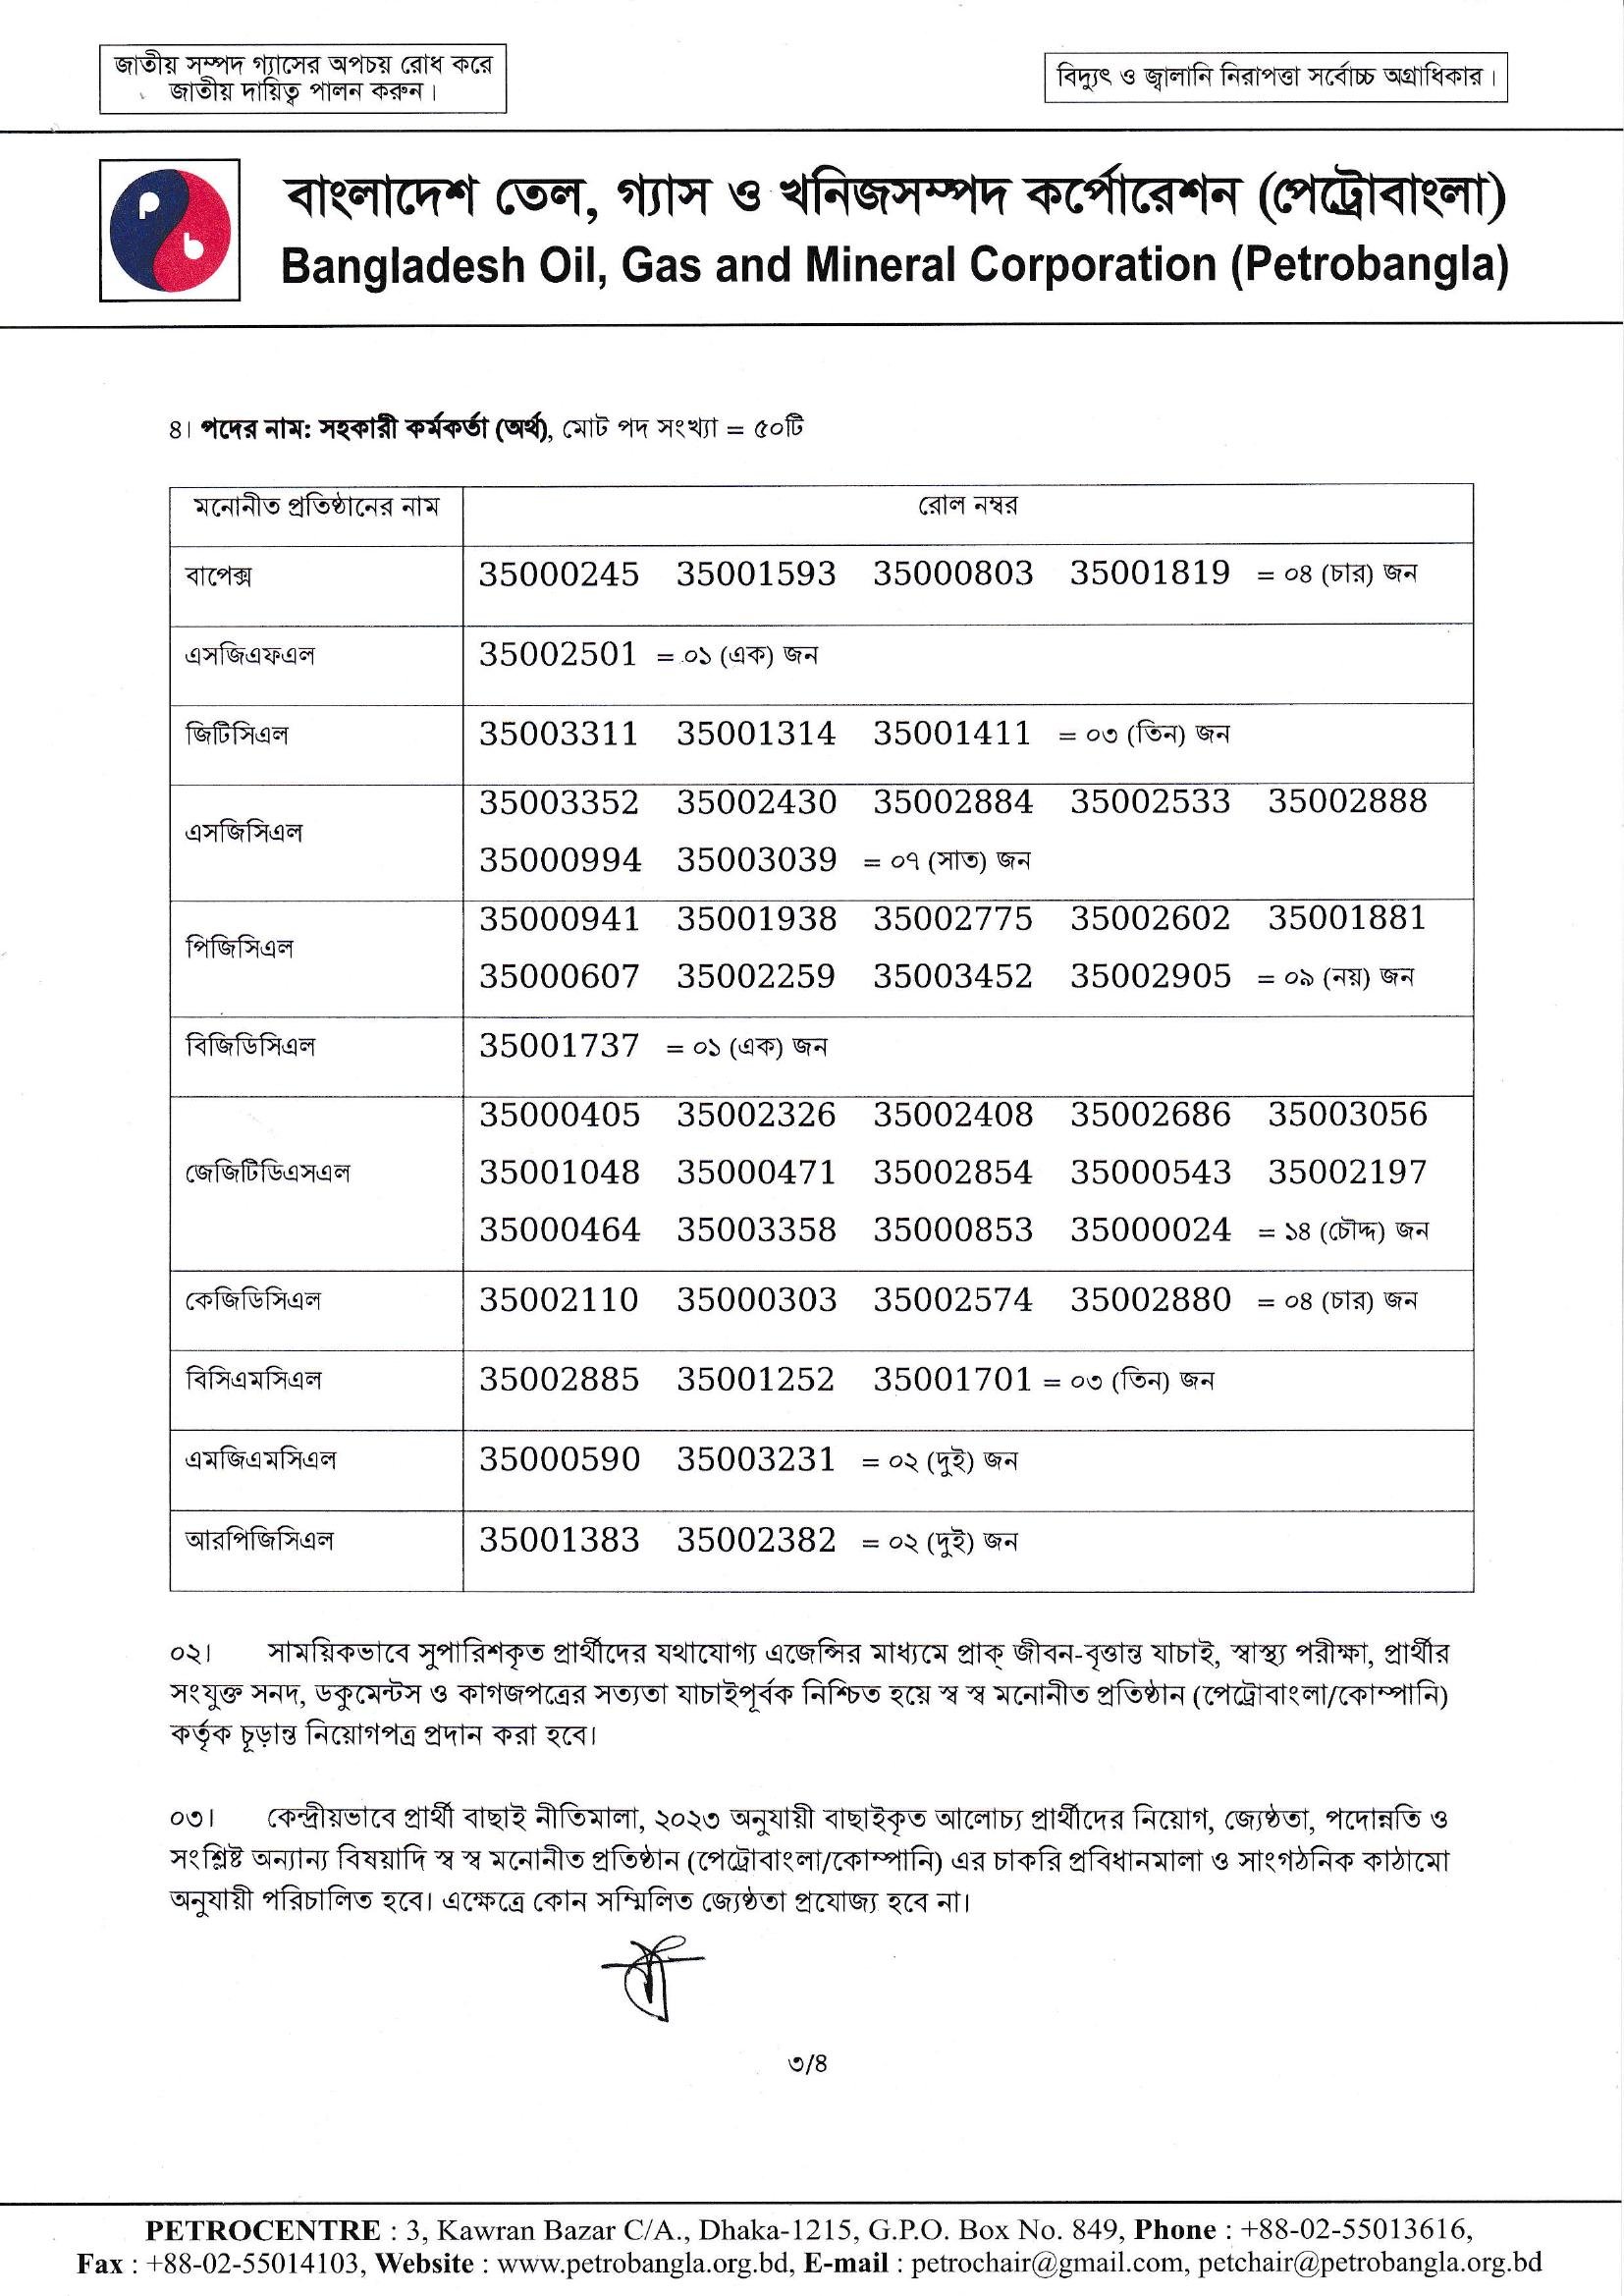 জাতীয় সম্পদ গ্যাসের অপচয় রোধ করে
জাতীয় দায়িত্ব পালন করুন।
বিদ্যুৎ ও জ্বালানি নিরাপত্তা সর্বোচ্চ অগ্রাধিকার।
p
b
বাংলাদেশ তেল, গ্যাস ও খনিজসম্পদ কর্পোরেশন (পেট্রোবাংলা)
Bangladesh Oil, Gas and Mineral Corporation (Petrobangla)
৪। পদের নাম: সহকারী কর্মকর্তা (অর্থ), মোট পদ সংখ্যা = ৫০টি
মনোনীত প্রতিষ্ঠানের নাম রোল নম্বর
বাপেক্স 35000245 35001593 35000803 35001819 = ০৪ (চার) জন
এসজিএফএল 35002501 = ০১ (এক) জন
জিটিসিএল 35003311 35001314 35001411 = ০৩ (তিন) জন
এসজিসিএল 35003352 35002430 35002884 35002533 35002888
35000994 35003039 = ০৭ (সাত) জন
পিজিসিএল 35000941 35001938 35002775 35002602 35001881
35000607 35002259 35003452 35002905 = ০৯ (নয়) জন
বিজিডিসিএল 35001737 = ০১ (এক) জন
জেজিটিডিএসএল 35000405 35002326 35002408 35002686 35003056
35001048 35000471 35002854 35000543 35002197
35000464 35003358 35000853 35000024 = ১৪ (চৌদ্দ) জন
কেজিডিসিএল 35002110 35000303 35002574 35002880 = ০৪ (চার) জন
বিসিএমসিএল 35002885 35001252 35001701 = ০৩ (তিন) জন
এমজিএমসিএল 35000590 35003231 = ০২ (দুই) জন
আরপিজিসিএল 35001383 35002382 = ০২ (দুই) জন
০২। সাময়িকভাবে সুপারিশকৃত প্রার্থীদের যথাযোগ্য এজেন্সির মাধ্যমে প্রাক্ জীবন-বৃত্তান্ত যাচাই, স্বাস্থ্য পরীক্ষা, প্রার্থীর
সংযুক্ত সনদ, ডকুমেন্টস ও কাগজপত্রের সত্যতা যাচাইপূর্বক নিশ্চিত হয়ে স্ব স্ব মনোনীত প্রতিষ্ঠান (পেট্রোবাংলা/কোম্পানি)
কর্তৃক চূড়ান্ত নিয়োগপত্র প্রদান করা হবে।
০৩। কেন্দ্রীয়ভাবে প্রার্থী বাছাই নীতিমালা, ২০২৩ অনুযায়ী বাছাইকৃত আলোচ্য প্রার্থীদের নিয়োগ, জ্যেষ্ঠতা, পদোন্নতি ও
সংশ্লিষ্ট অন্যান্য বিষয়াদি স্ব স্ব মনোনীত প্রতিষ্ঠান (পেট্রোবাংলা/কোম্পানি) এর চাকরি প্রবিধানমালা ও সাংগঠনিক কাঠামো
অনুযায়ী পরিচালিত হবে। এক্ষেত্রে কোন সম্মিলিত জ্যেষ্ঠতা প্রযোজ্য হবে না।
৩/৪
PETROCENTRE : 3, Kawran Bazar C/A., Dhaka-1215, G.P.O. Box No. 849, Phone : +88-02-55013616,
Fax : +88-02-55014103, Website : www.petrobangla.org.bd, E-mail : petrochair@gmail.com, petchair@petrobangla.org.bd